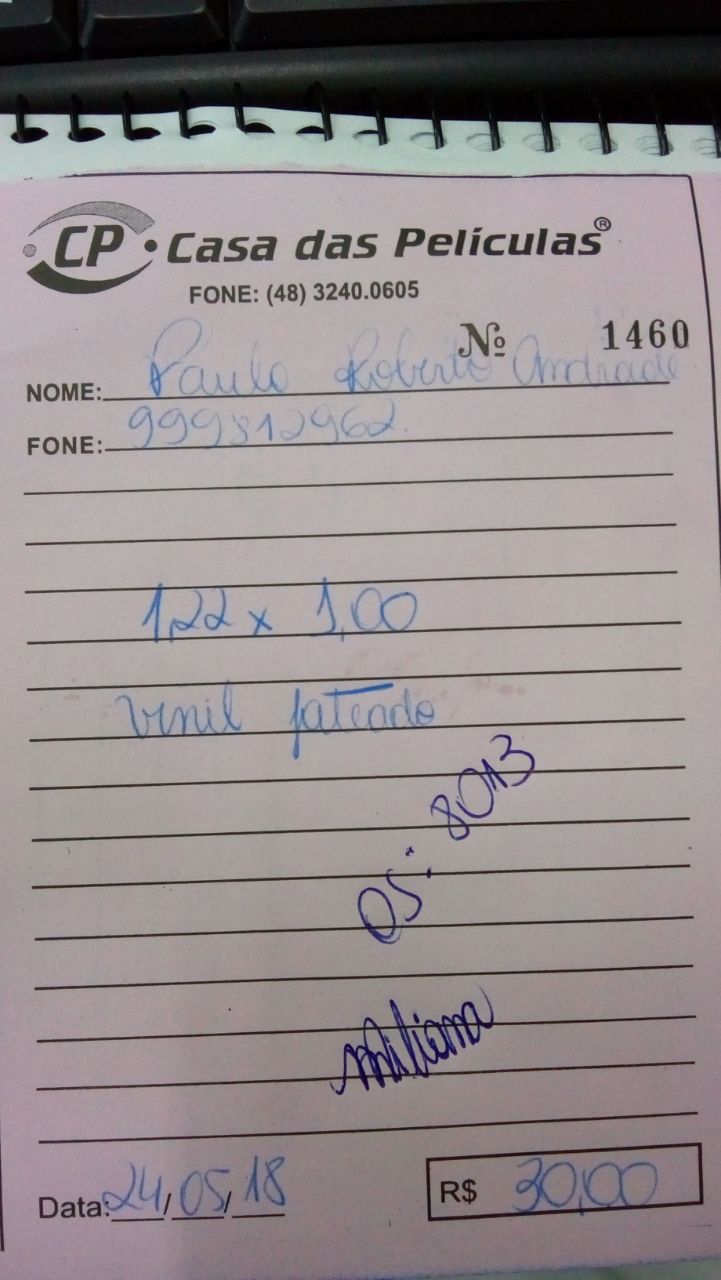 CP Casa das Películas®
FONE: (48) 3240.0605
Nº 1460
NOME: Paulo Roberto Andrade
FONE: 999812962.
1,22 x 1,00
Vinil jateado
OS: 8013
Data: 24/05/18 R$ 30,00